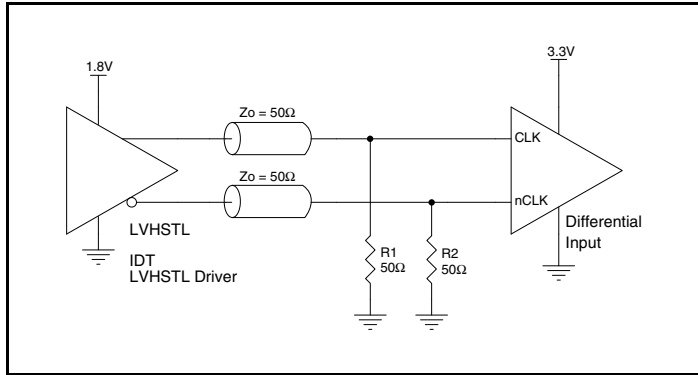 3.3V
1.8V
Zo = 50Ω
CLK
Zo = 50Ω
nCLK
LVHSTL
Differential
Input
IDT
LVHSTL Driver
R1
50Ω
R2
50Ω